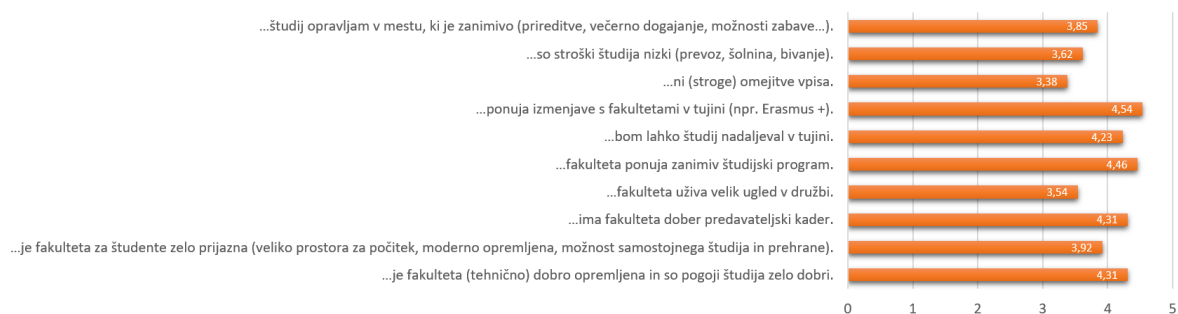 ...študij opravljam v mestu, ki je zanimivo (prireditve, večerno dogajanje, možnosti zabave...).
3,85
...so stroški študija nizki (prevoz, šolnina, bivanje).
3,62
...ni (stroge) omejitve vpisa.
3,38
...ponuja izmenjave s fakultetami v tujini (npr. Erasmus +).
4,54
...bom lahko študij nadaljeval v tujini.
4,23
...fakulteta ponuja zanimiv študijski program.
4,46
...fakulteta uživa velik ugled v družbi.
3,54
...ima fakulteta dober predavateljski kader.
4,31
...je fakulteta za študente zelo prijazna (veliko prostora za počitek, moderno opremljena, možnost samostojnega študija in prehrane).
3,92
...je fakulteta (tehnično) dobro opremljena in so pogoji študija zelo dobri.
4,31
0 1 2 3 4 5